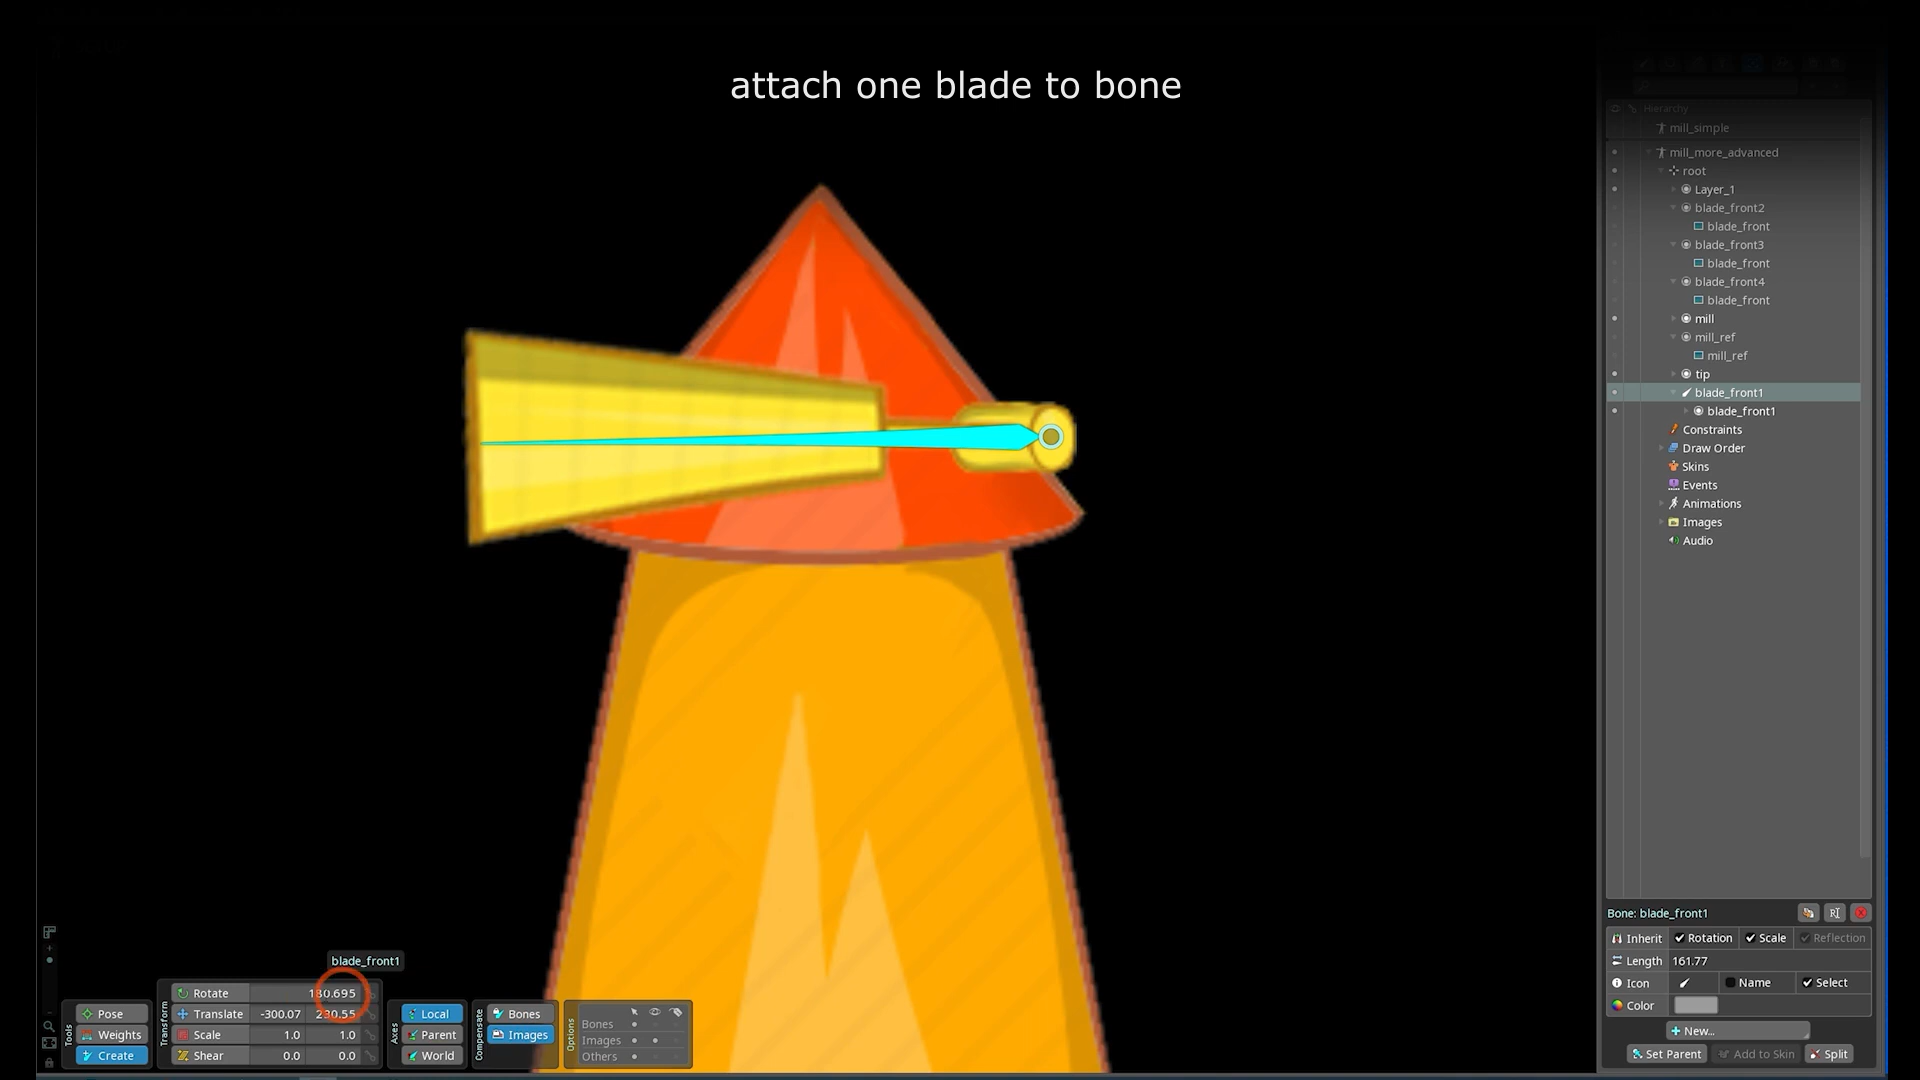 attach one blade to bone
Hierarchy
mill_simple
mill_more_advanced
root
Layer_1
blade_front2
blade_front
blade_front3
blade_front
blade_front4
blade_front
mill
mill_ref
mill_ref
tip
blade_front1
blade_front1
Constraints
Draw Order
Skins
Events
Animations
Images
Audio
Bone: blade_front1
Inherit Rotation Scale Reflection
Length 161.77
Icon Name Select
Color
New...
Set Parent Add to Skin Split
blade_front1
Tools
Pose
Weights
Create
Transform
Rotate 180.695
Translate -300.07 230.55
Scale 1.0 1.0
Shear 0.0 0.0
Axes
Local
Parent
World
Compensate
Bones
Images
Options
Bones
Images
Others